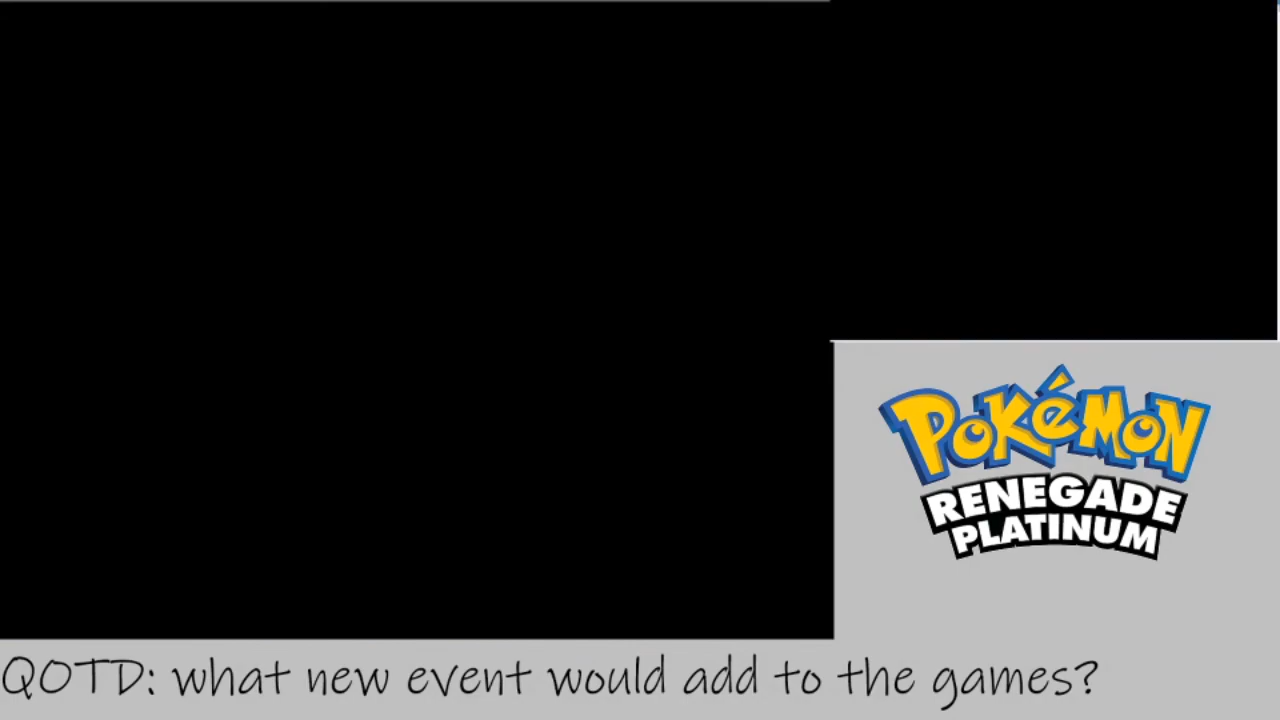 POKéMON
RENEGADE
PLATINUM
QOTD: what new event would add to the games?